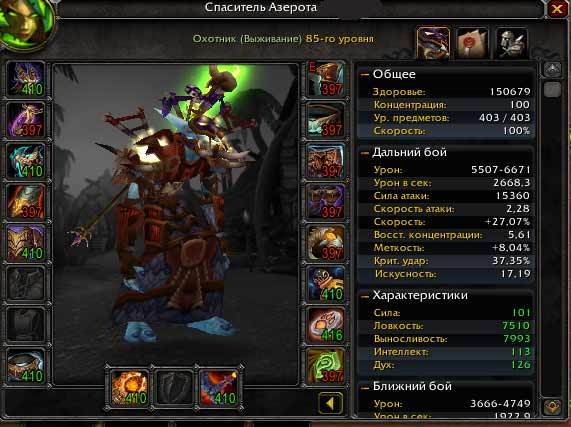 Спаситель Азерота
Охотник (Выживание) 85-го уровня
410
397
410
397
410
410
E
397
397
397
397
397
410
416
397
410
410
Общее
Здоровье: 150679
Концентрация: 100
Ур. предметов: 403 / 403
Скорость: 100%
Дальний бой
Урон: 5507-6671
Урон в сек: 2668,3
Сила атаки: 15360
Скорость атаки: 2,28
Скорость: +27.07%
Восст. концентрации: 5,61
Меткость: +8,04%
Крит. удар: 37,35%
Искусность: 17,19
Характеристики
Сила: 101
Ловкость: 7510
Выносливость: 7993
Интеллект: 113
Дух: 126
Ближний бой
Урон: 3666-4749
Урон в сек: 1922,9